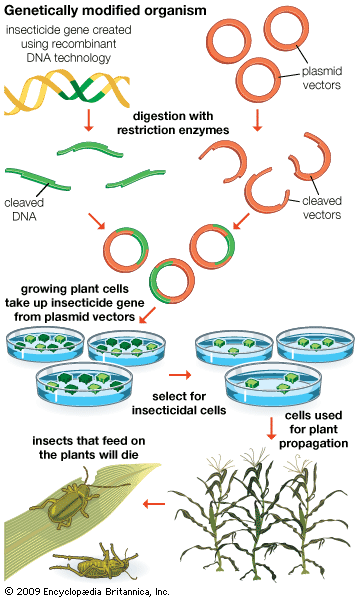 Genetically modified organism
insecticide gene created
using recombinant
DNA technology
plasmid
vectors
digestion with
restriction enzymes
cleaved
DNA
cleaved
vectors
growing plant cells
take up insecticide gene
from plasmid vectors
select for
insecticidal cells
cells used
for plant
propagation
insects that feed on
the plants will die
© 2009 Encyclopædia Britannica, Inc.